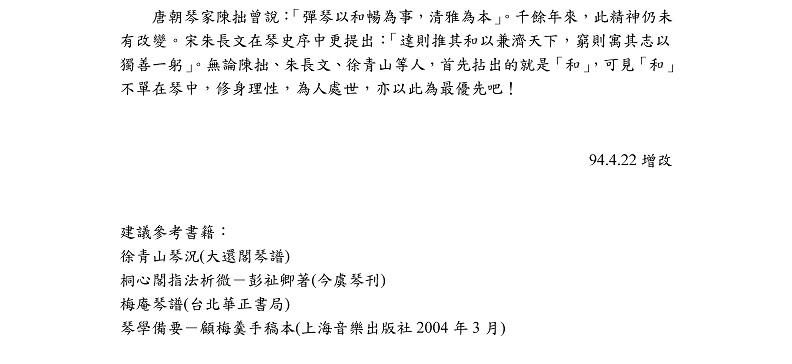 唐朝琴家陳拙曾說：「彈琴以和暢為事，清雅為本」。千餘年來，此精神仍未
有改變。宋朱長文在琴史序中更提出：「達則推其和以兼濟天下，窮則寓其志以
獨善一躬」。無論陳拙、朱長文、徐青山等人，首先拈出的就是「和」，可見「和」
不單在琴中，修身理性，為人處世，亦以此為最優先吧！
94.4.22 增改
建議參考書籍：
徐青山琴況(大還閣琴譜)
桐心閣指法析微－彭祉卿著(今虞琴刊)
梅庵琴譜(台北華正書局)
琴學備要－顧梅羹手稿本(上海音樂出版社 2004 年 3 月)